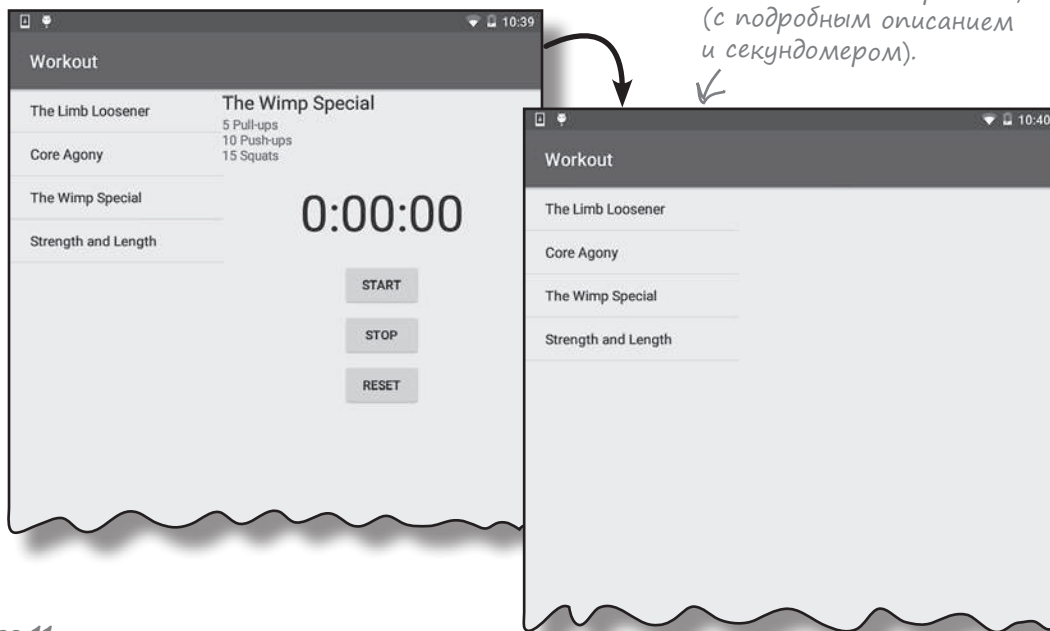 10:39
Workout
The Limb Loosener
Core Agony
The Wimp Special
Strength and Length
The Wimp Special
5 Pull-ups
10 Push-ups
15 Squats
0:00:00
START
STOP
RESET
(с подробным описанием
и секундомером).
10:40
Workout
The Limb Loosener
Core Agony
The Wimp Special
Strength and Length
11